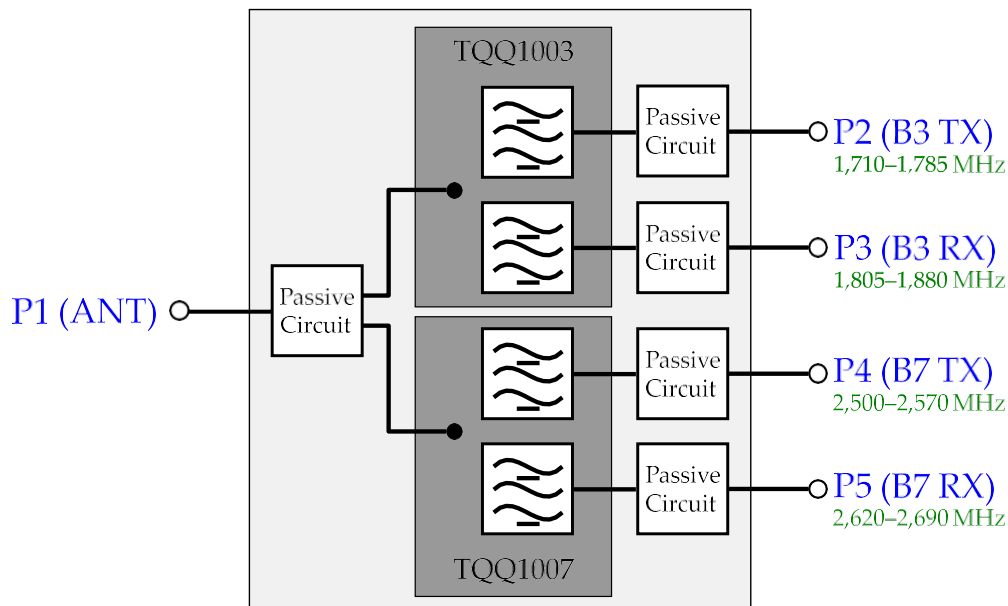 TQQ1003
Passive
Circuit
P2 (B3 TX)
1,710–1,785 MHz
Passive
Circuit
P3 (B3 RX)
1,805–1,880 MHz
P1 (ANT)
Passive
Circuit
Passive
Circuit
P4 (B7 TX)
2,500–2,570 MHz
Passive
Circuit
P5 (B7 RX)
2,620–2,690 MHz
TQQ1007